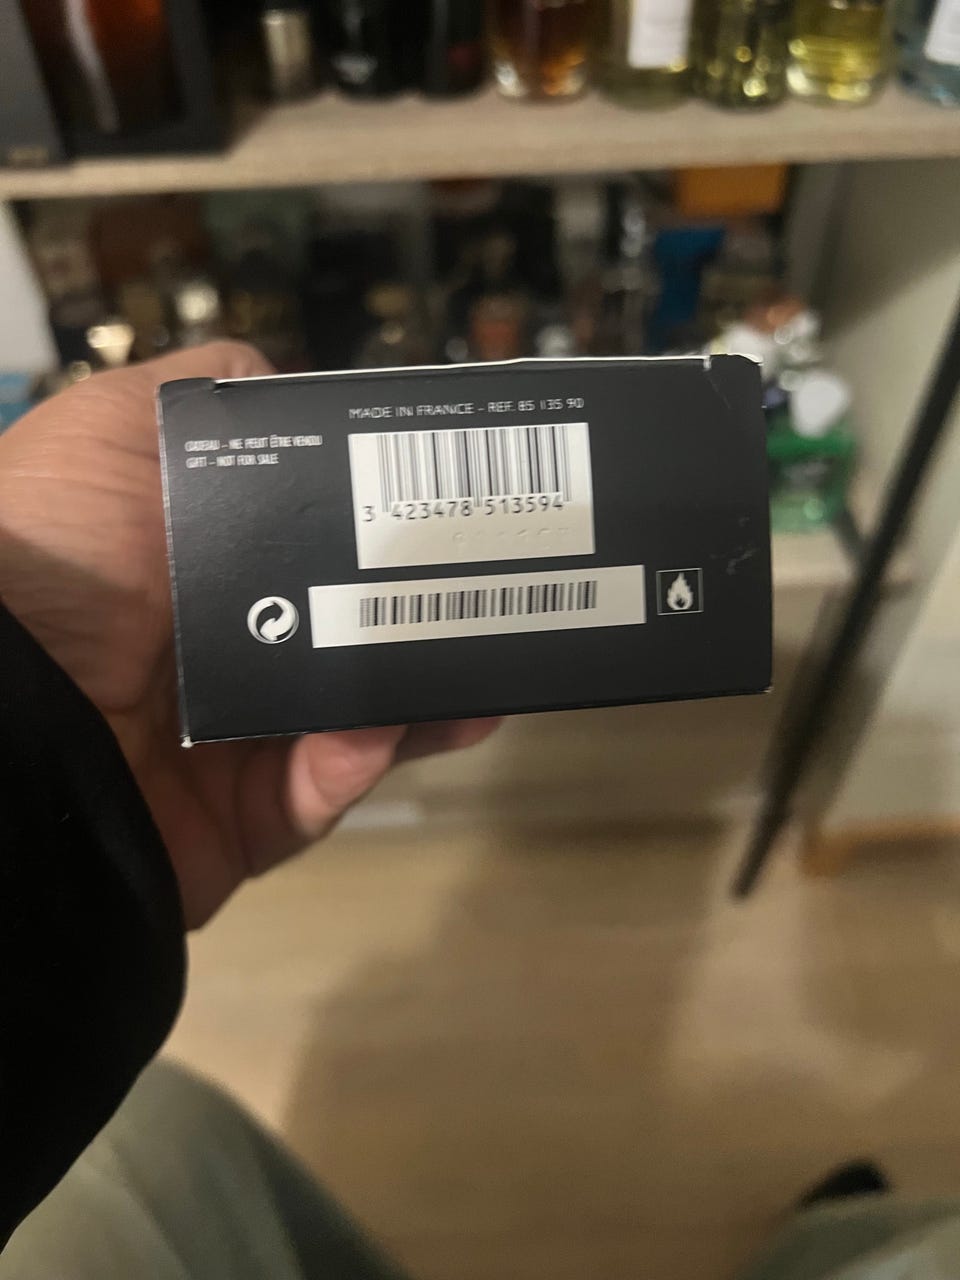 MADE IN FRANCE - REF. 85 135 90
CADEAU - NE PEUT ÊTRE VENDU
GIFT - NOT FOR SALE
3 423478 513594